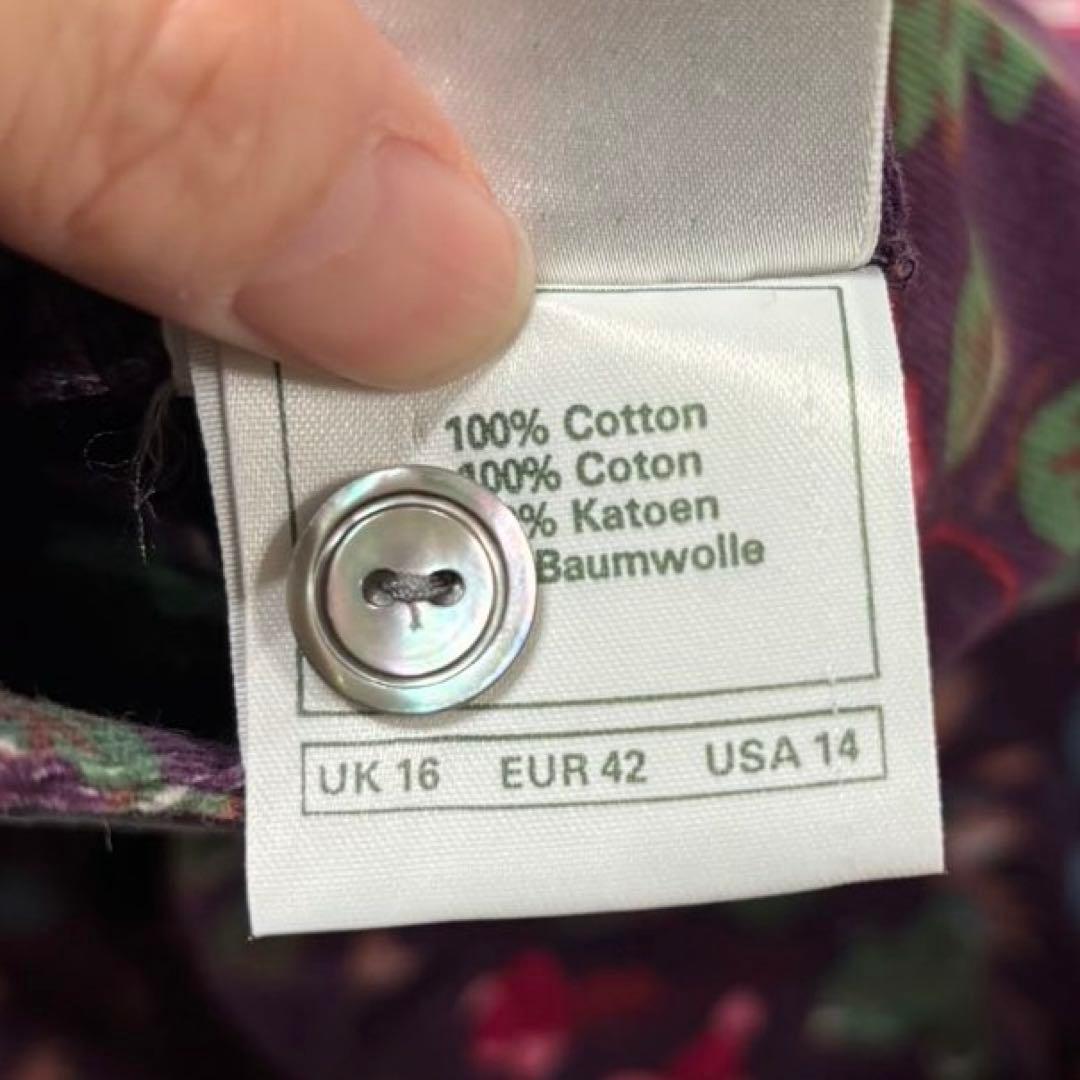 100% Cotton
100% Coton
% Katoen
Baumwolle
UK 16 EUR 42 USA 14